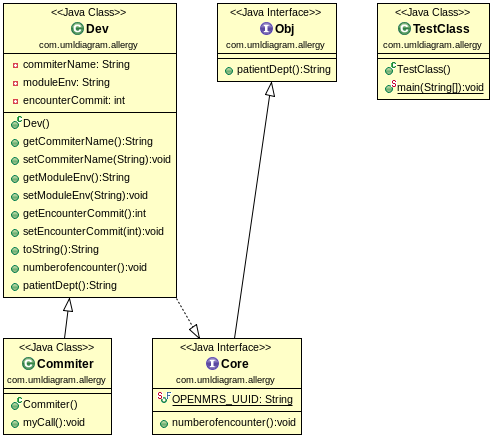 <<Java Class>>
Dev
com.umldiagram.allergy
commiterName: String
moduleEnv: String
encounterCommit: int
Dev()
getCommiterName():String
setCommiterName(String):void
getModuleEnv():String
setModuleEnv(String):void
getEncounterCommit():int
setEncounterCommit(int):void
toString():String
numberofencounter():void
patientDept():String
<<Java Interface>>
Obj
com.umldiagram.allergy
patientDept():String
<<Java Class>>
TestClass
com.umldiagram.allergy
TestClass()
main(String[]):void
<<Java Class>>
Commiter
com.umldiagram.allergy
Commiter()
myCall():void
<<Java Interface>>
Core
com.umldiagram.allergy
OPENMRS_UUID: String
numberofencounter():void